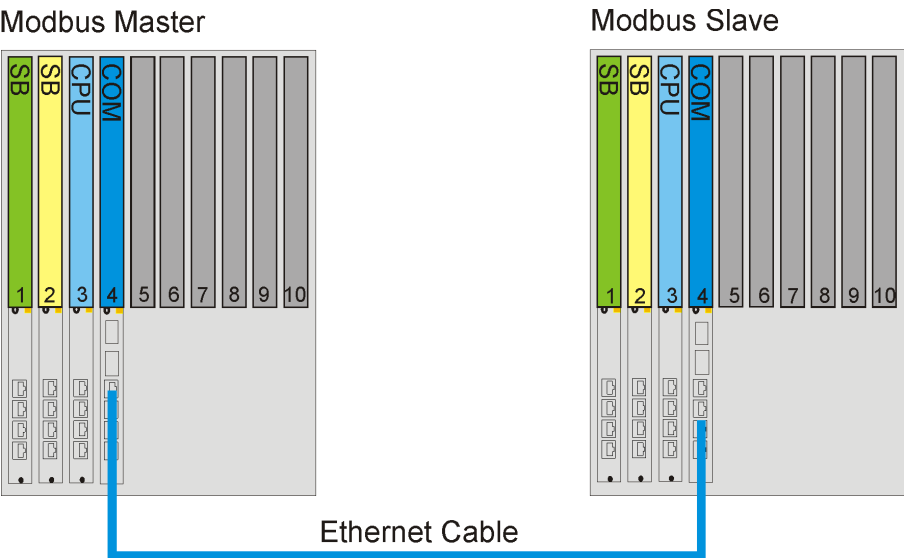 Modbus Master
Modbus Slave
SB SB CPU COM
SB SB CPU COM
1 2 3 4 5 6 7 8 9 10
1 2 3 4 5 6 7 8 9 10
Ethernet Cable